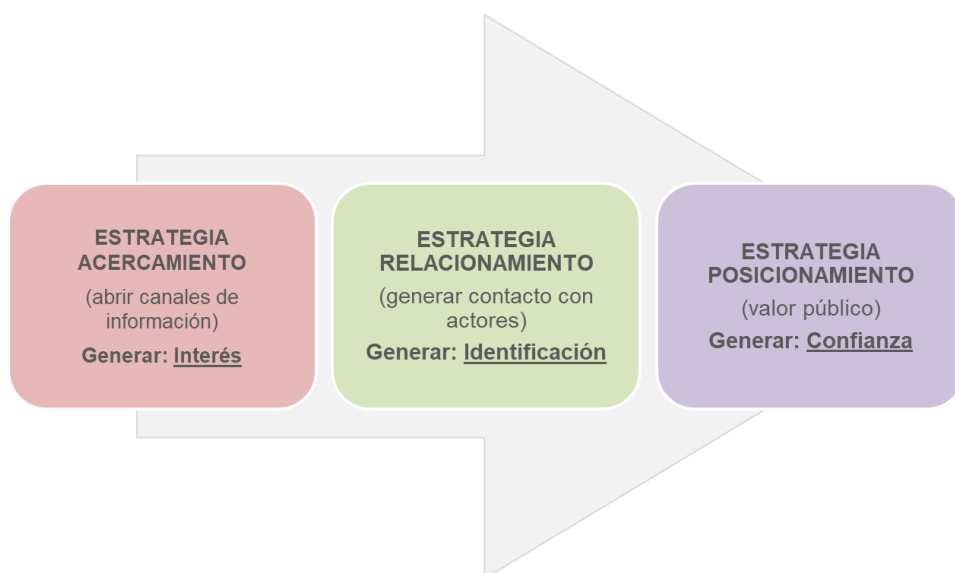 ESTRATEGIA
ACERCAMIENTO
(abrir canales de
información)
Generar: Interés
ESTRATEGIA
RELACIONAMIENTO
(generar contacto con
actores)
Generar: Identificación
ESTRATEGIA
POSICIONAMIENTO
(valor público)
Generar: Confianza